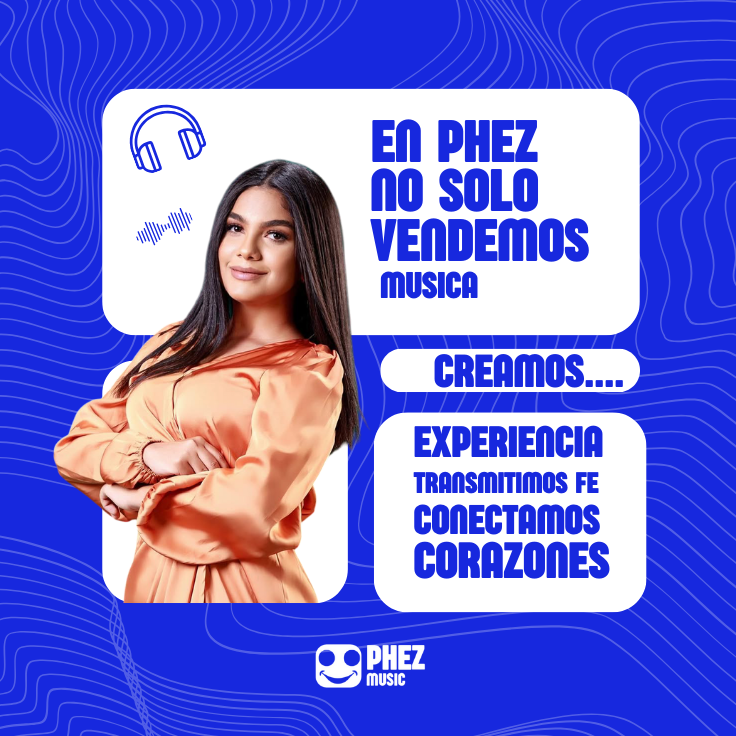 EN PHEZ
NO SOLO
VENDEMOS
MUSICA
CREAMOS....
EXPERIENCIA
TRANSMITIMOS FE
CONECTAMOS
CORAZONES
PHEZ
MUSIC